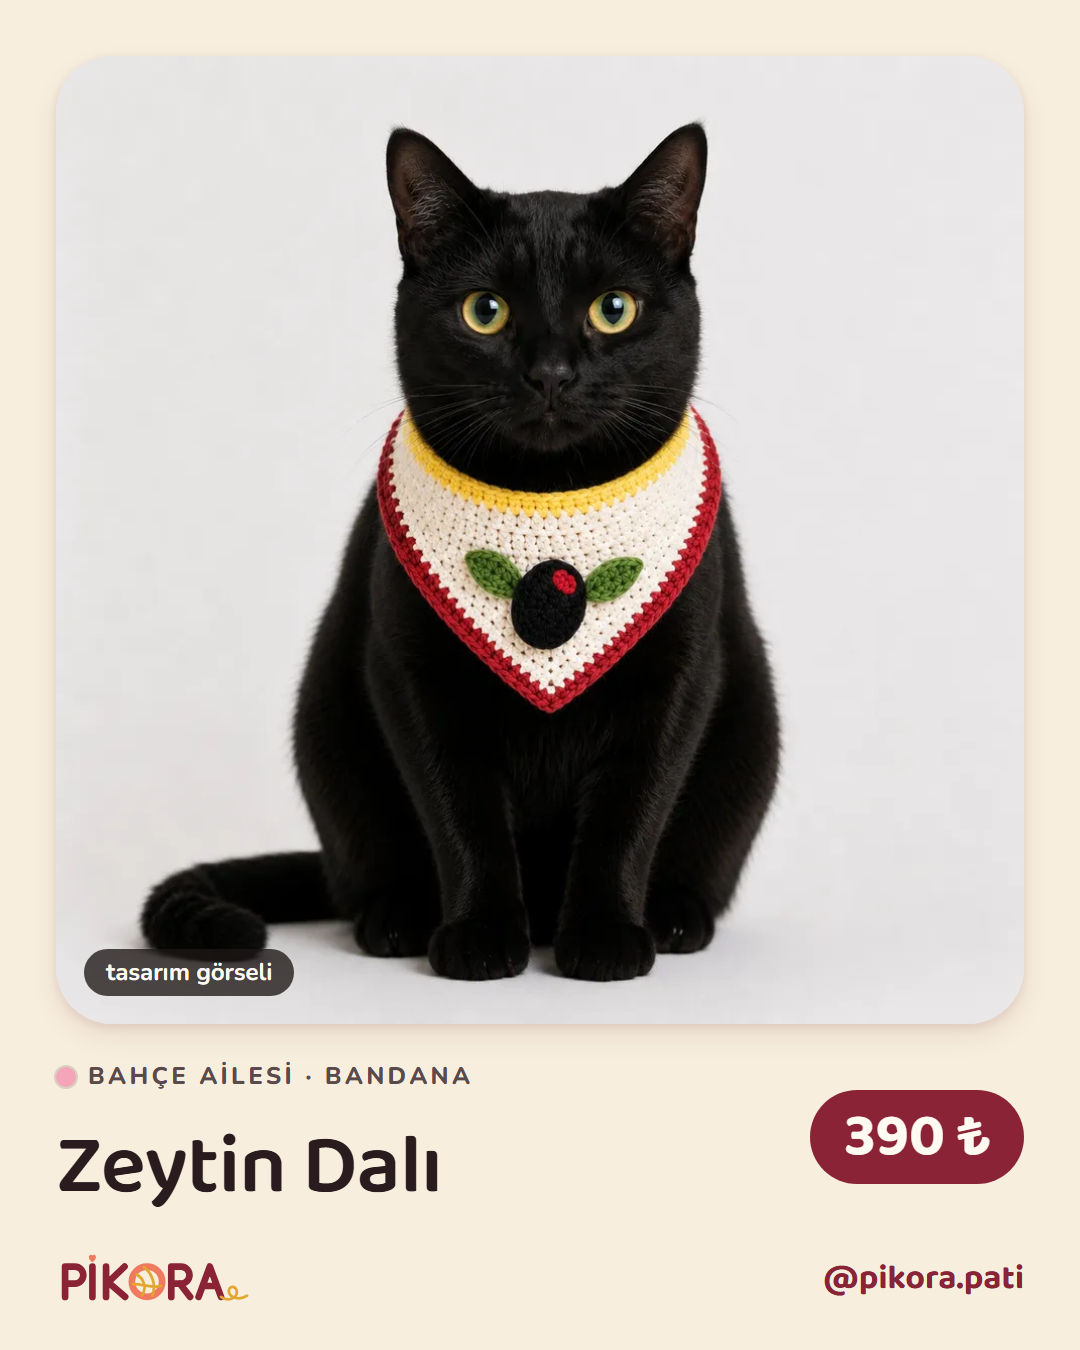 tasarım görseli
BAHÇE AİLESİ · BANDANA
Zeytin Dalı
390 ₺
PİKORA
@pikora.pati